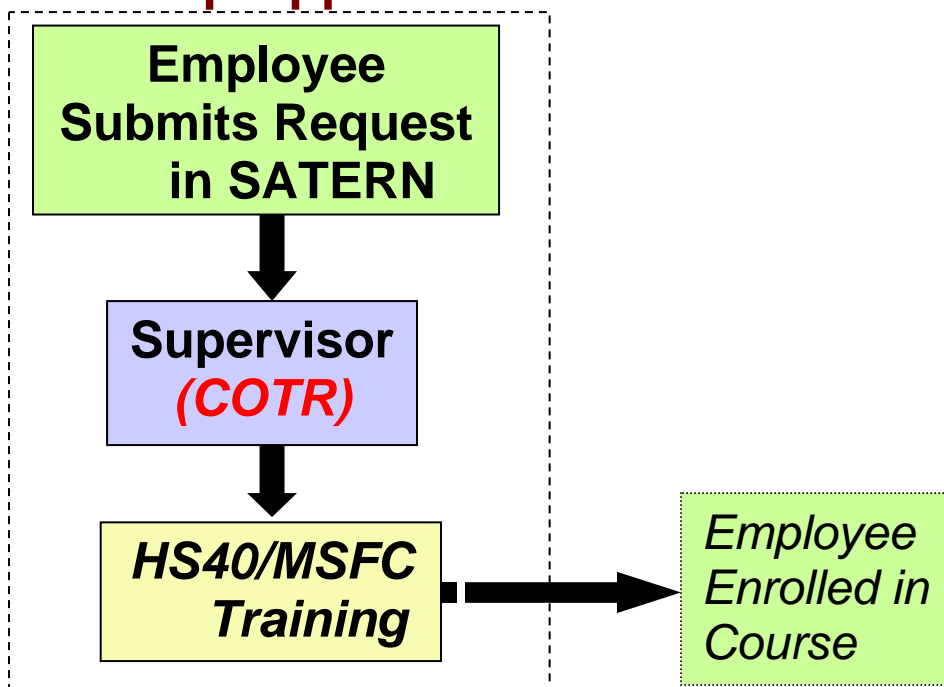 Employee
Submits Request
in SATERN
Supervisor
(COTR)
HS40/MSFC
Training
Employee
Enrolled in
Course